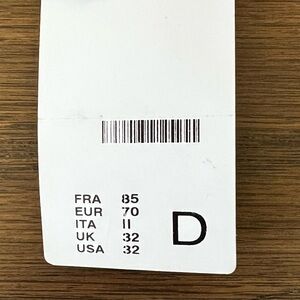 FRA 85
EUR 70
ITA II
UK 32
USA 32
D